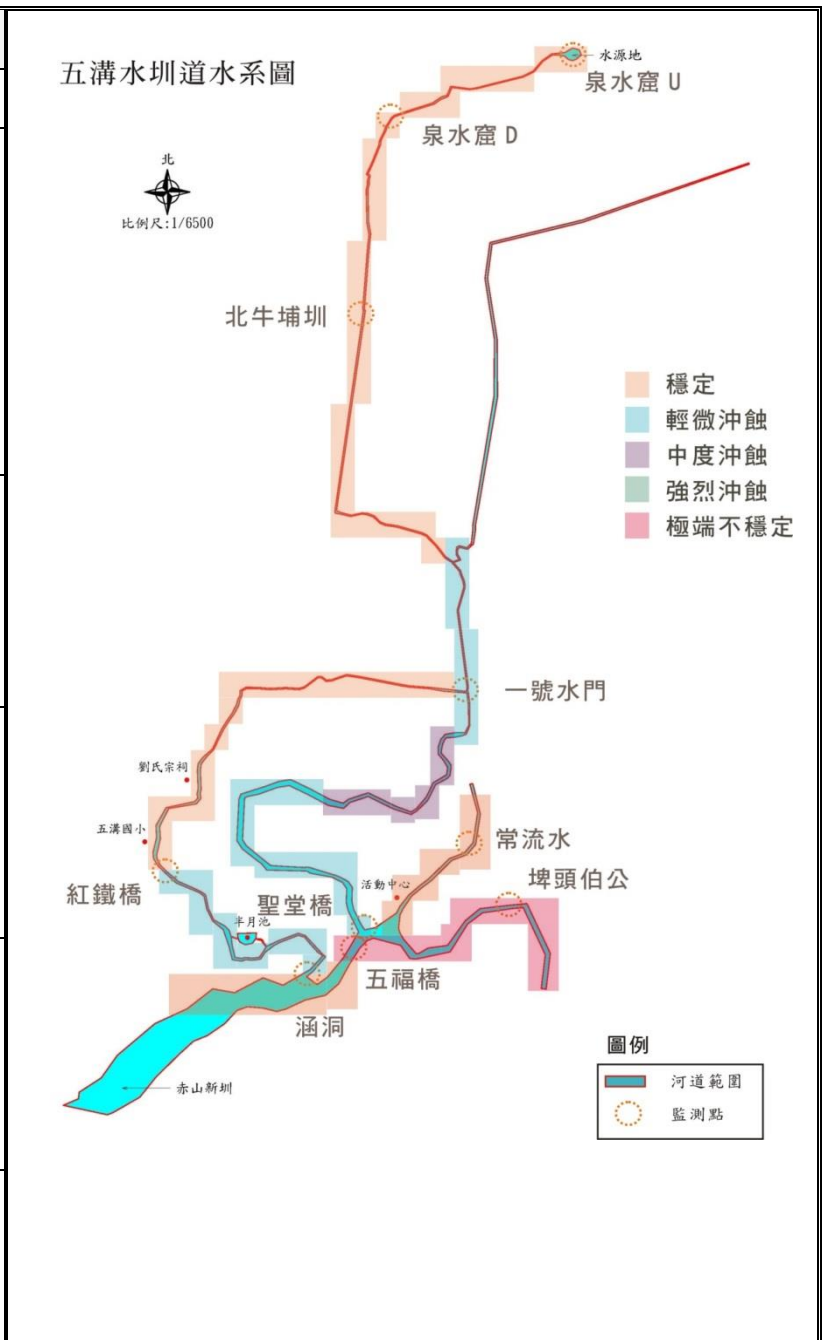 五溝水圳道水系圖
水源地
泉水窟 U
泉水窟 D
北
比例尺:1/6500
北牛埔圳
穩定
輕微沖蝕
中度沖蝕
強烈沖蝕
極端不穩定
一號水門
劉氏宗祠
五溝國小
常流水
活動中心
埤頭伯公
紅鐵橋
聖堂橋
半月池
五福橋
涵洞
赤山新圳
圖例
河道範圍
監測點